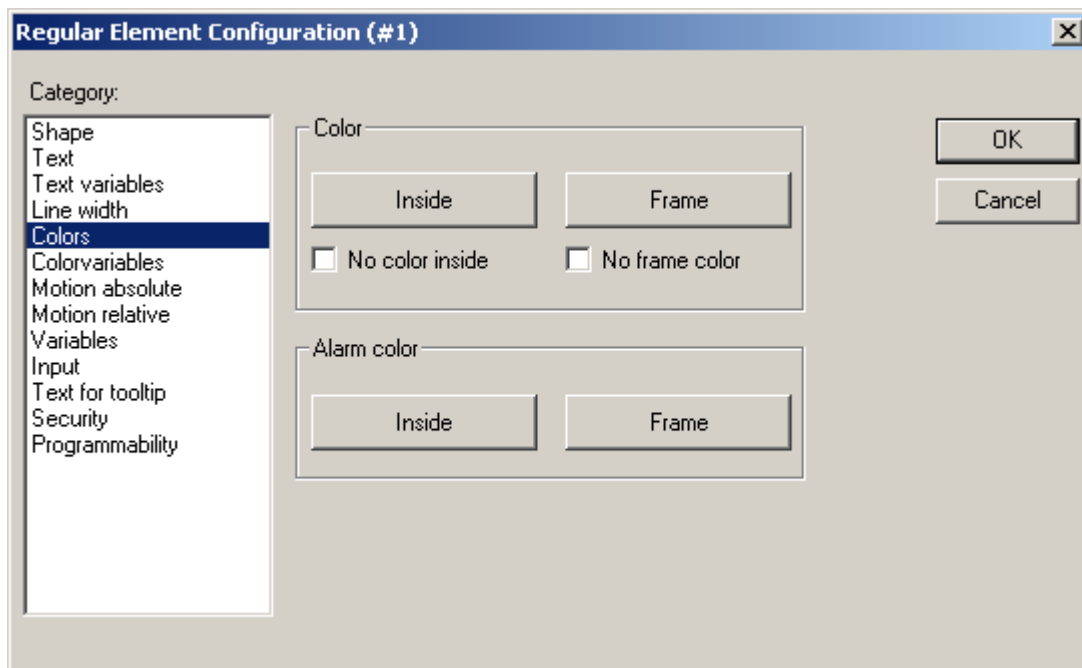 Regular Element Configuration (#1)
Category:
Shape
Text
Text variables
Line width
Colors
Colorvariables
Motion absolute
Motion relative
Variables
Input
Text for tooltip
Security
Programmability
Color
Inside Frame
No color inside No frame color
Alarm color
Inside Frame
OK
Cancel